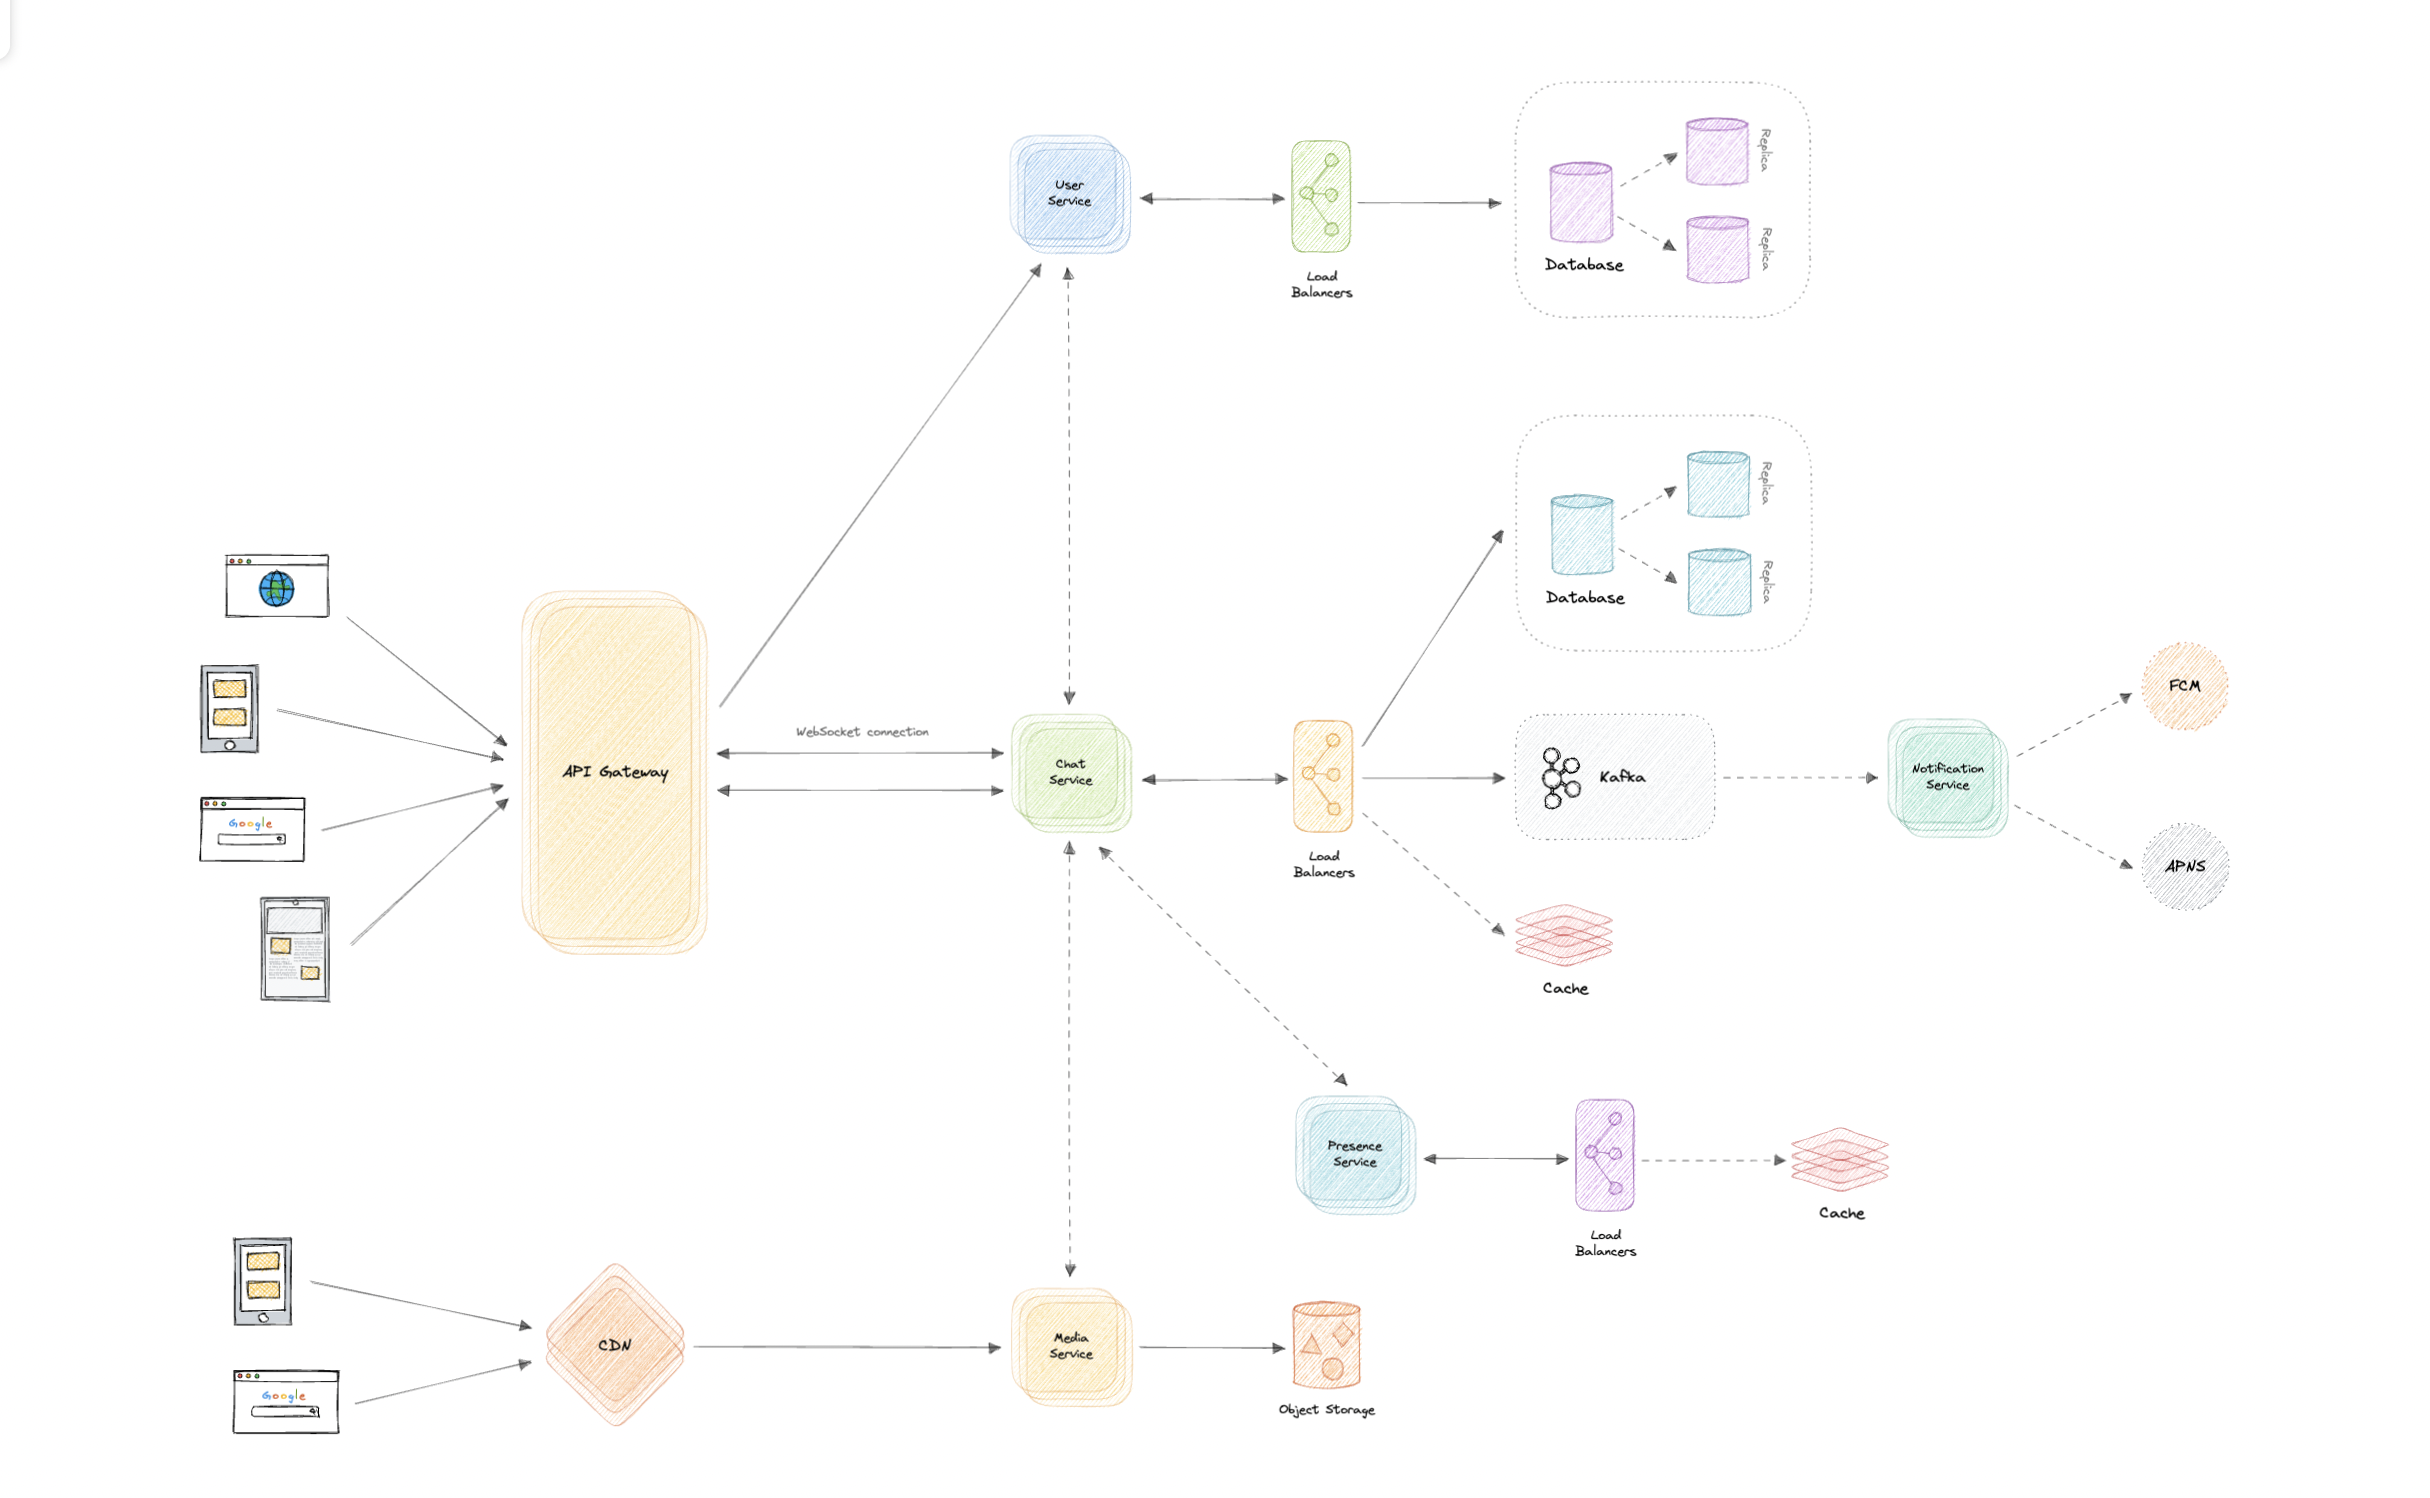 User
Service
Load
Balancers
Database
Replica
Replica
Database
Replica
Replica
API Gateway
WebSocket connection
Chat
Service
Load
Balancers
Kafka
Notification
Service
FCM
APNS
Cache
Google
Presence
Service
Load
Balancers
Cache
CDN
Media
Service
Object Storage
Google